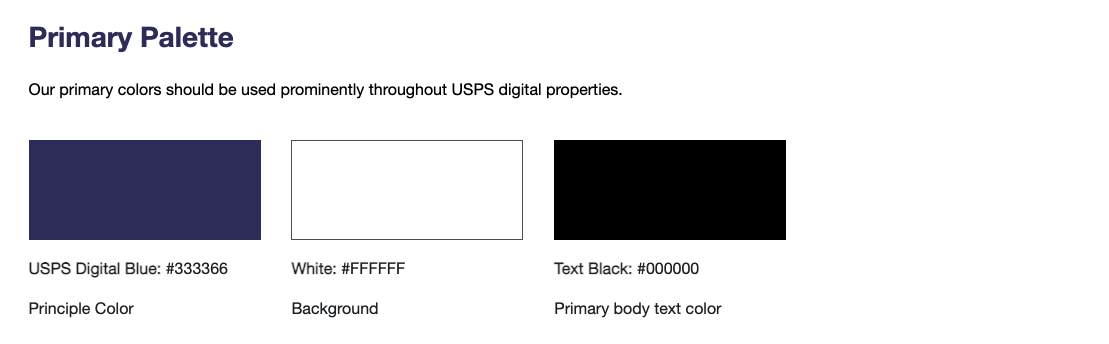 Primary Palette
Our primary colors should be used prominently throughout USPS digital properties.
USPS Digital Blue: #333366
White: #FFFFFF
Text Black: #000000
Principle Color
Background
Primary body text color